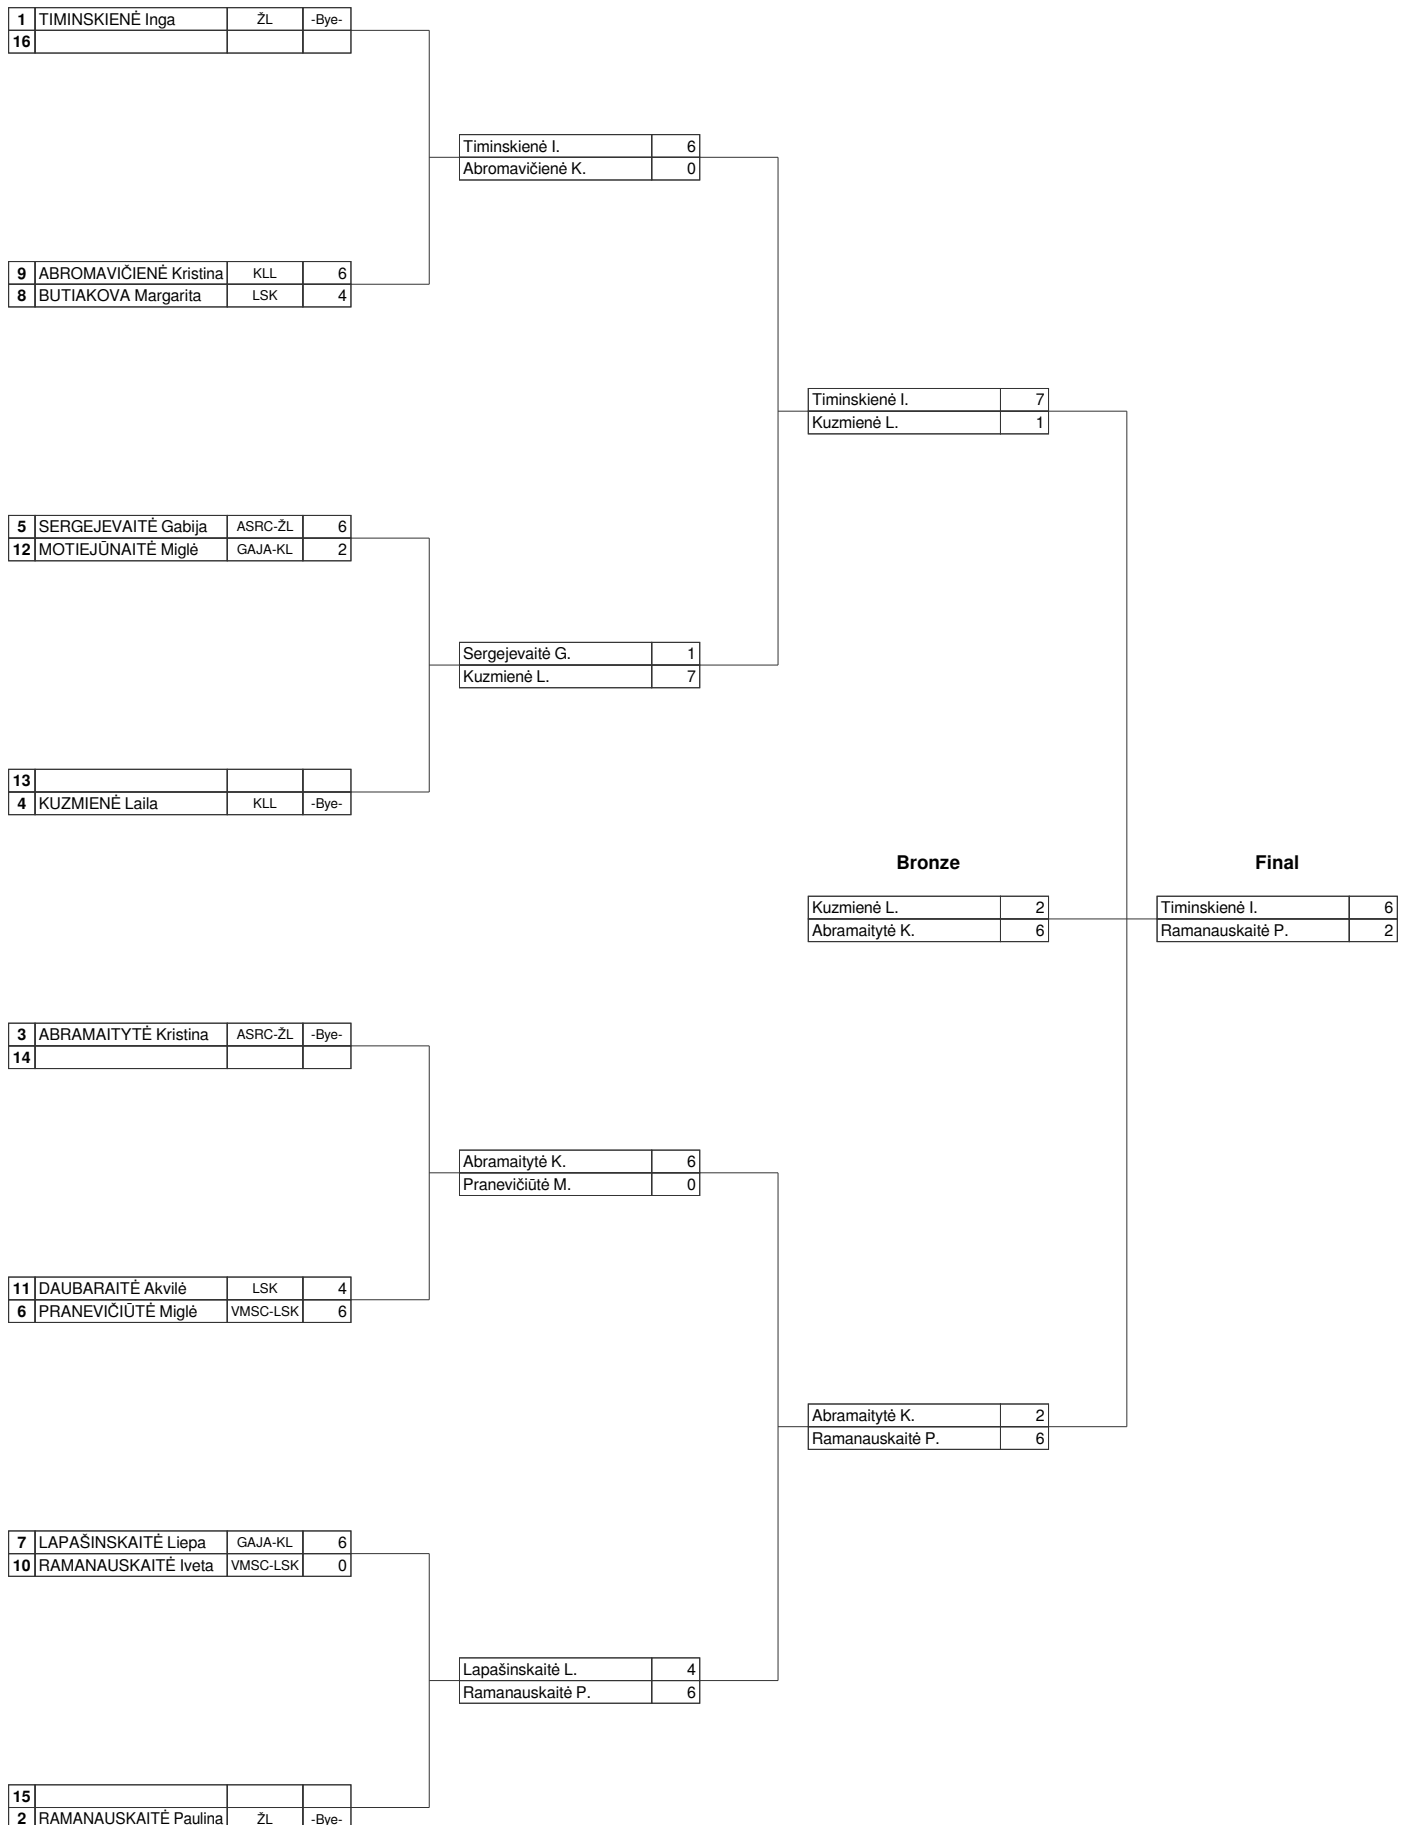 1 TIMINSKIENĖ Inga ŽL -Bye-
16
Timinskienė I. 6
Abromavičienė K. 0
9 ABROMAVIČIENĖ Kristina KLL 6
8 BUTIAKOVA Margarita LSK 4
Timinskienė I. 7
Kuzmienė L. 1
5 SERGEJEVAITĖ Gabija ASRC-ŽL 6
12 MOTIEJŪNAITĖ Miglė GAJA-KL 2
Sergejevaitė G. 1
Kuzmienė L. 7
13
4 KUZMIENĖ Laila KLL -Bye-
Bronze Final
Kuzmienė L. 2 Timinskienė I. 6
Abramaitytė K. 6 Ramanauskaitė P. 2
3 ABRAMAITYTĖ Kristina ASRC-ŽL -Bye-
14
Abramaitytė K. 6
Pranevičiūtė M. 0
11 DAUBARAITĖ Akvilė LSK 4
6 PRANEVIČIŪTĖ Miglė VMSC-LSK 6
Abramaitytė K. 2
Ramanauskaitė P. 6
7 LAPAŠINSKAITĖ Liepa GAJA-KL 6
10 RAMANAUSKAITĖ Iveta VMSC-LSK 0
Lapašinskaitė L. 4
Ramanauskaitė P. 6
15
2 RAMANAUSKAITĖ Paulina ŽL -Bye-